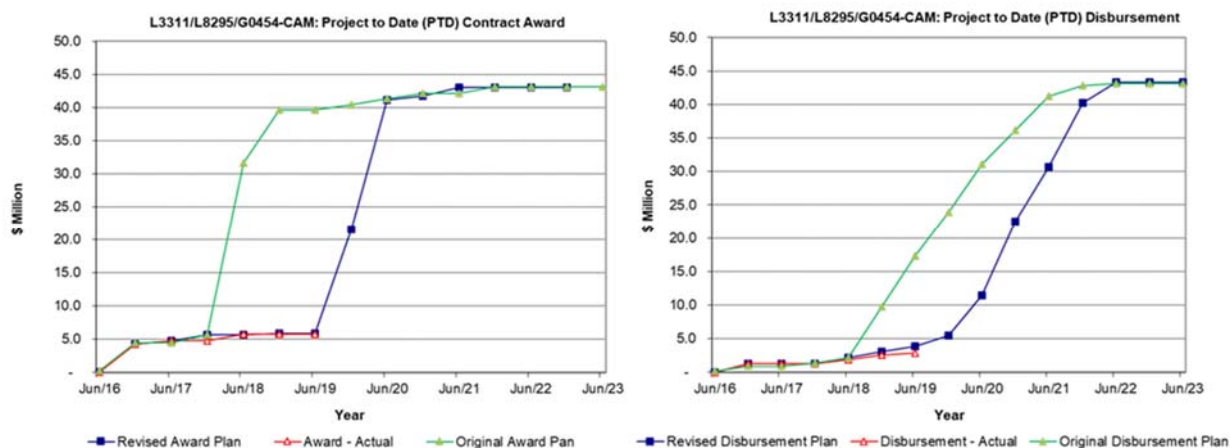 L3311/L8295/G0454-CAM: Project to Date (PTD) Contract Award
50.0
45.0
40.0
35.0
30.0
25.0
20.0
15.0
10.0
5.0
-
$ Million
Jun/16 Jun/17 Jun/18 Jun/19 Jun/20 Jun/21 Jun/22 Jun/23
Year
Revised Award Plan Award - Actual Original Award Pan
L3311/L8295/G0454-CAM: Project to Date (PTD) Disbursement
50.0
45.0
40.0
35.0
30.0
25.0
20.0
15.0
10.0
5.0
-
$ Million
Jun/16 Jun/17 Jun/18 Jun/19 Jun/20 Jun/21 Jun/22 Jun/23
Year
Revised Disbursement Plan Disbursement - Actual Original Disbursement Plan